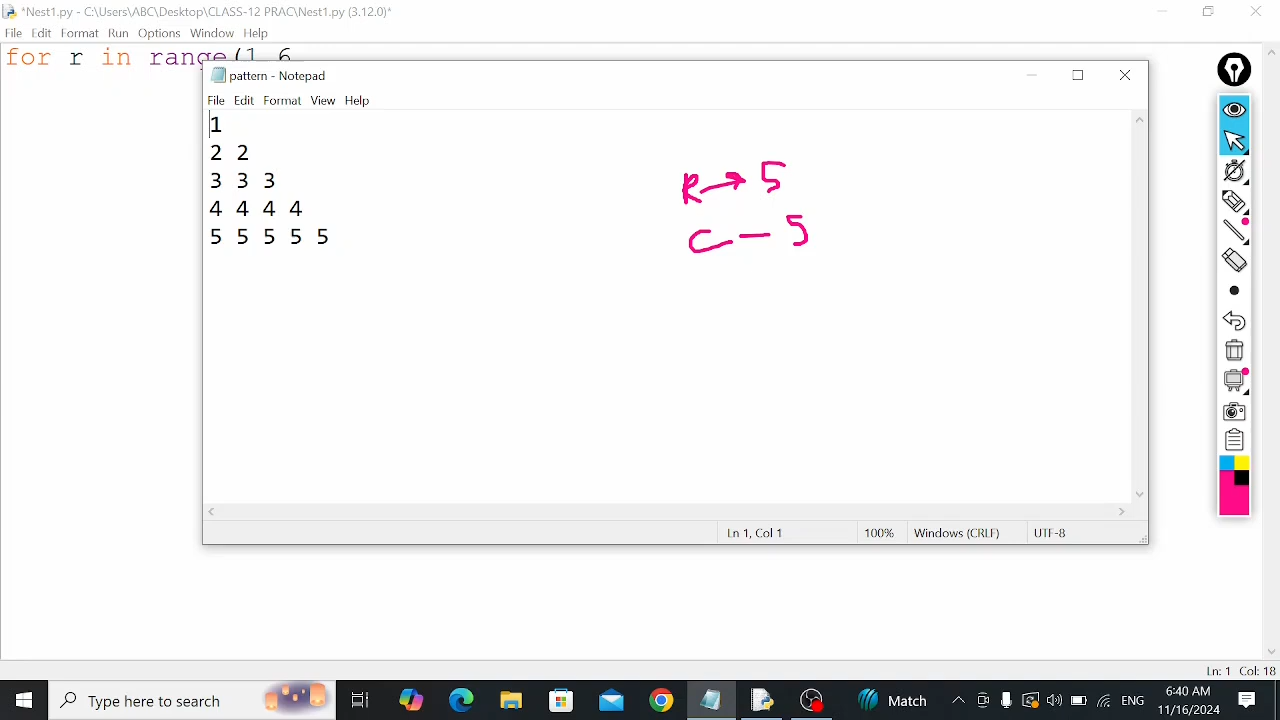 *Nest1.py - C:\Users\ABC\Desktop\CLASS-12 PRAC\Nest1.py (3.12.0)*
File Edit Format Run Options Window Help
for r in range(1 6
pattern - Notepad
File Edit Format View Help
1
2 2
3 3 3
4 4 4 4
5 5 5 5 5
R → 5
C — 5
Ln 1, Col 1 100% Windows (CRLF) UTF-8
Ln: 1 Col: 18
Type here to search
Match
ENG
6:40 AM
11/16/2024